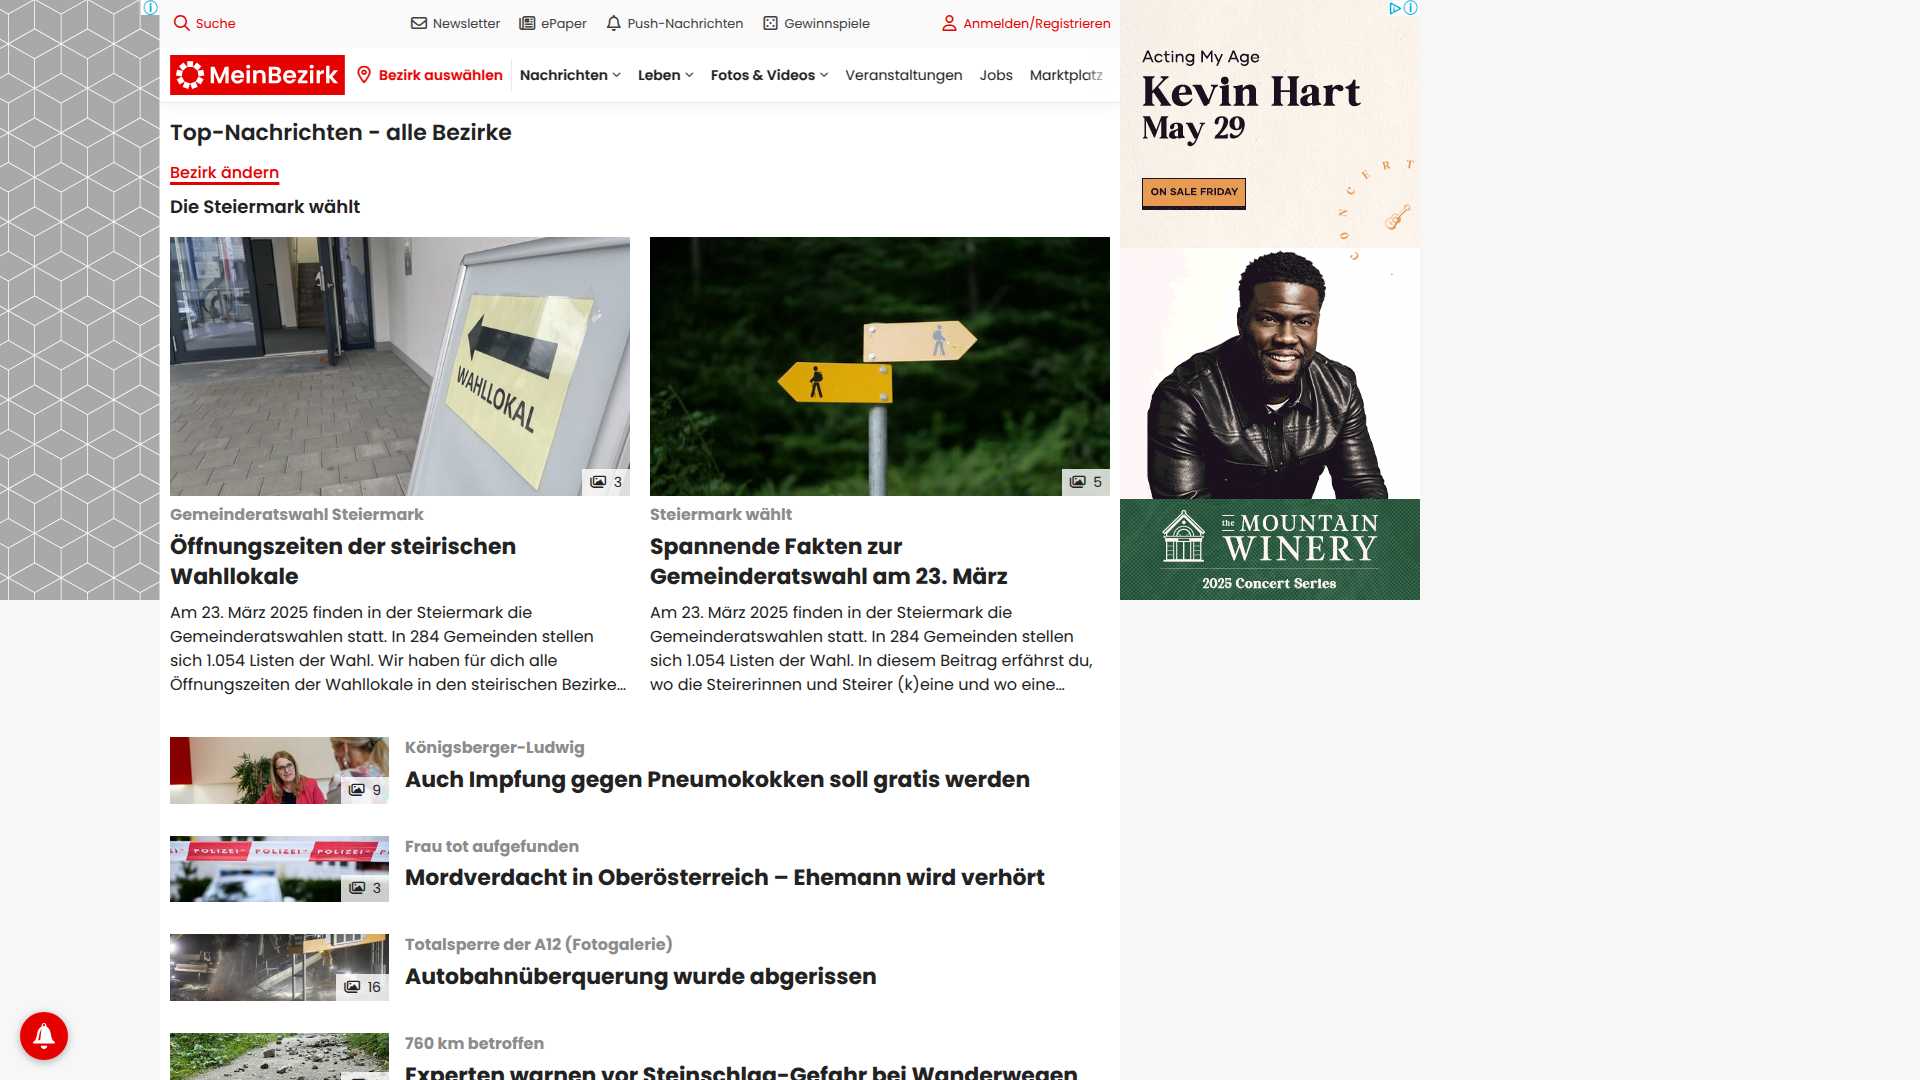 Suche
Newsletter
ePaper
Push-Nachrichten
Gewinnspiele
Anmelden/Registrieren
MeinBezirk
Bezirk auswählen
Nachrichten
Leben
Fotos & Videos
Veranstaltungen
Jobs
Marktplatz
Top-Nachrichten - alle Bezirke
Bezirk ändern
Die Steiermark wählt
WAHLLOKAL
3
Gemeinderatswahl Steiermark
Öffnungszeiten der steirischen
Wahllokale
Am 23. März 2025 finden in der Steiermark die
Gemeinderatswahlen statt. In 284 Gemeinden stellen
sich 1.054 Listen der Wahl. Wir haben für dich alle
Öffnungszeiten der Wahllokale in den steirischen Bezirke...
5
Steiermark wählt
Spannende Fakten zur
Gemeinderatswahl am 23. März
Am 23. März 2025 finden in der Steiermark die
Gemeinderatswahlen statt. In 284 Gemeinden stellen
sich 1.054 Listen der Wahl. In diesem Beitrag erfährst du,
wo die Steirerinnen und Steirer (k)eine und wo eine...
9
Königsberger-Ludwig
Auch Impfung gegen Pneumokokken soll gratis werden
POLIZEI POLIZEI POLIZEI
3
Frau tot aufgefunden
Mordverdacht in Oberösterreich – Ehemann wird verhört
16
Totalsperre der A12 (Fotogalerie)
Autobahnüberquerung wurde abgerissen
760 km betroffen
Experten warnen vor Steinschlag-Gefahr bei Wanderwegen
Acting My Age
Kevin Hart
May 29
ON SALE FRIDAY
CONCERT
the MOUNTAIN
WINERY
2025 Concert Series